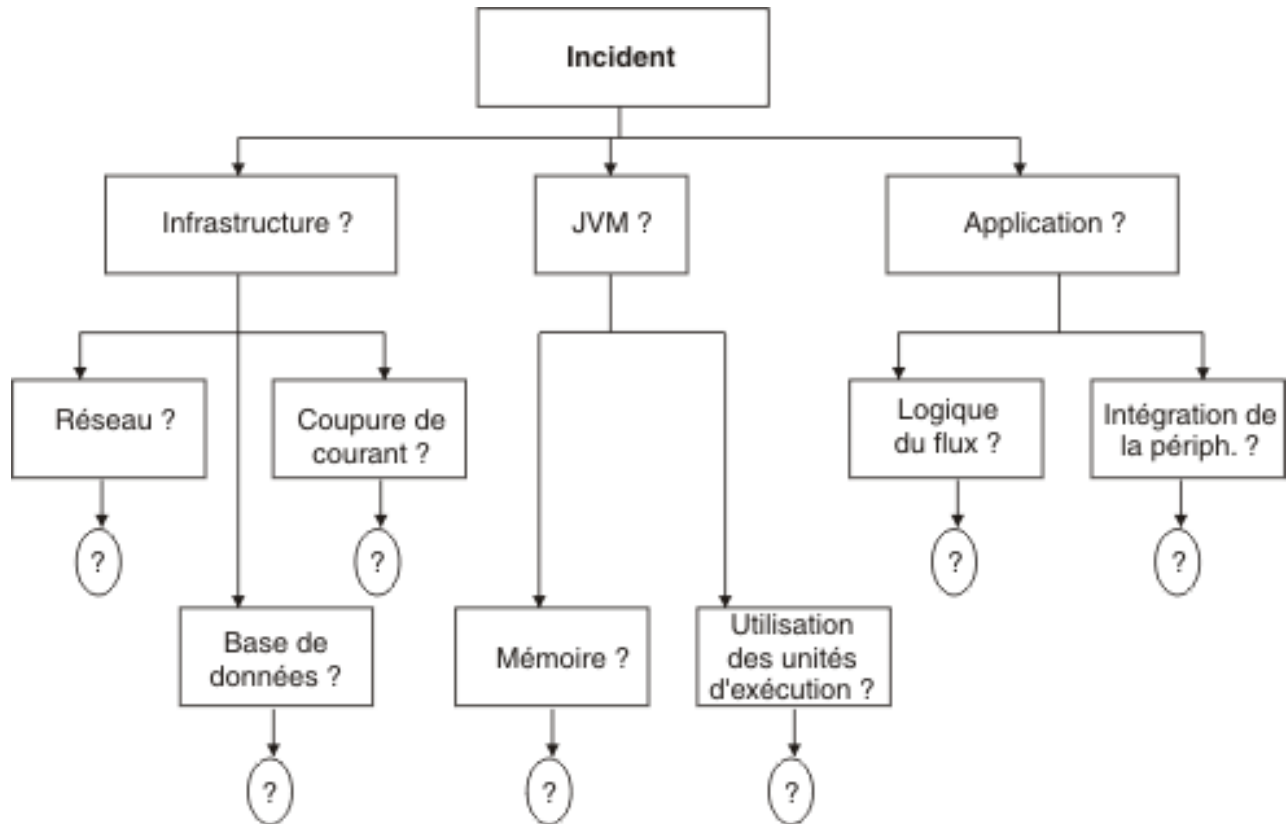 Incident
Infrastructure ?
JVM ?
Application ?
Réseau ?
Coupure de
courant ?
Logique
du flux ?
Intégration de
la périph. ?
?
?
?
?
Base de
données ?
Mémoire ?
Utilisation
des unités
d'exécution ?
?
?
?